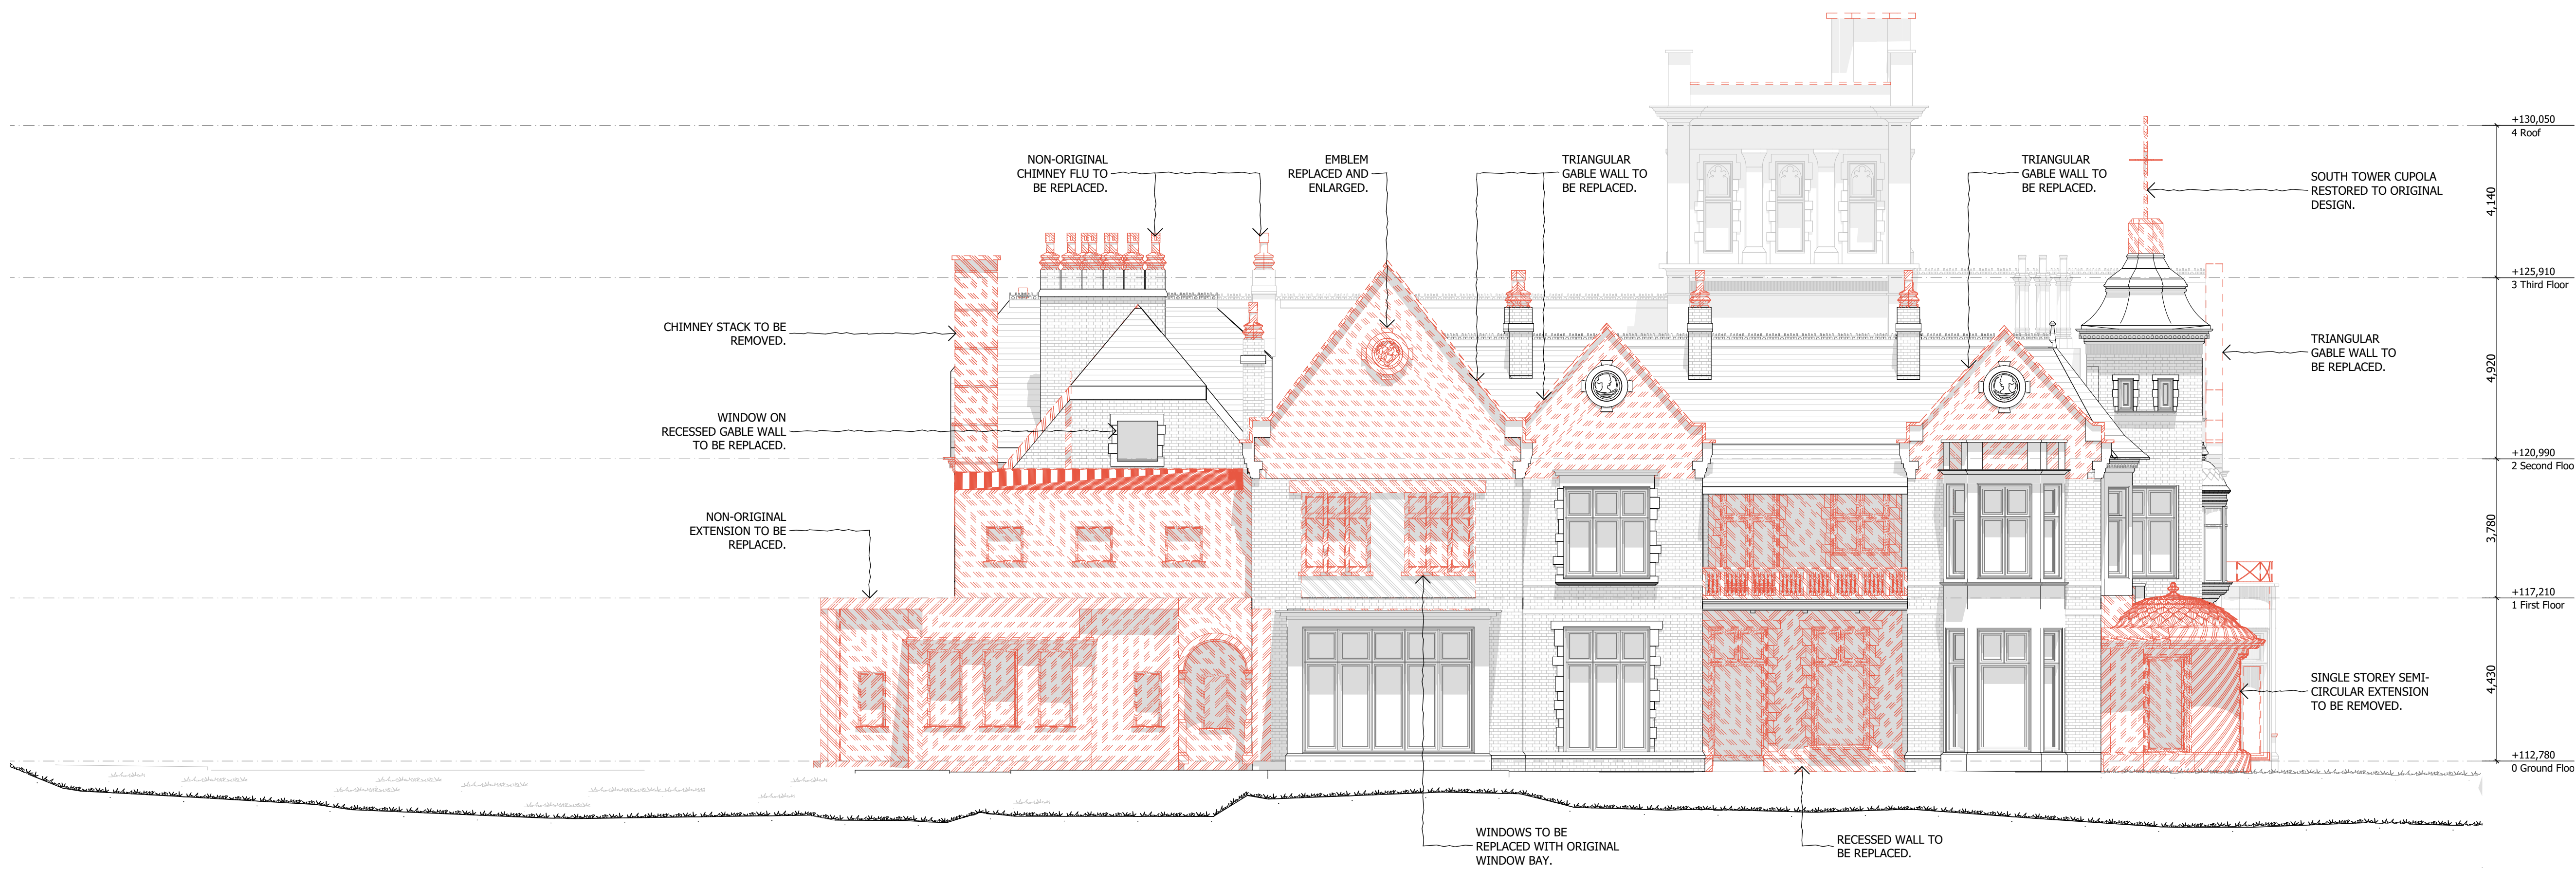 NON-ORIGINAL
CHIMNEY FLU TO
BE REPLACED.
EMBLEM
REPLACED AND
ENLARGED.
TRIANGULAR
GABLE WALL TO
BE REPLACED.
TRIANGULAR
GABLE WALL TO
BE REPLACED.
SOUTH TOWER CUPOLA
RESTORED TO ORIGINAL
DESIGN.
CHIMNEY STACK TO BE
REMOVED.
TRIANGULAR
GABLE WALL TO
BE REPLACED.
WINDOW ON
RECESSED GABLE WALL
TO BE REPLACED.
NON-ORIGINAL
EXTENSION TO BE
REPLACED.
SINGLE STOREY SEMI-
CIRCULAR EXTENSION
TO BE REMOVED.
WINDOWS TO BE
REPLACED WITH ORIGINAL
WINDOW BAY.
RECESSED WALL TO
BE REPLACED.
+130,050
4 Roof
4,140
+125,910
3 Third Floor
4,920
+120,990
2 Second Floo
3,780
+117,210
1 First Floor
4,430
+112,780
0 Ground Floo